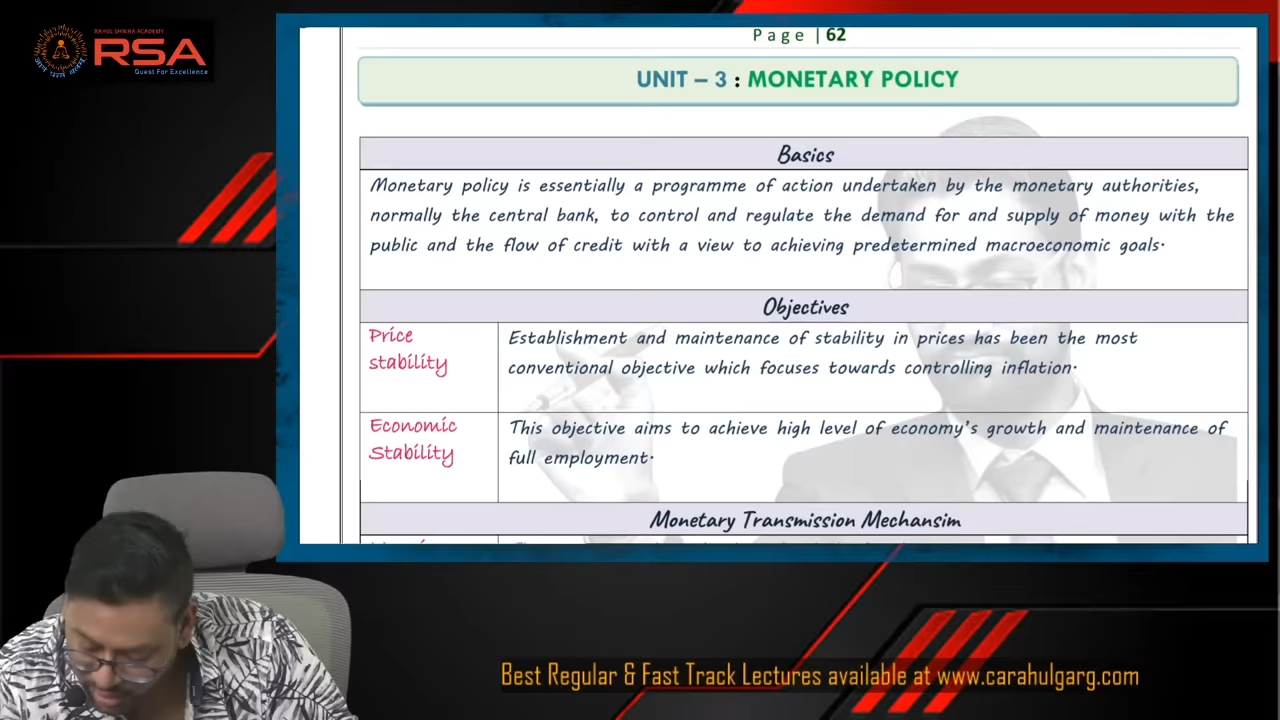 RAHUL SHIKHA ACADEMY
RSA
Quest For Excellence
Page | 62
UNIT – 3 : MONETARY POLICY
Basics
Monetary policy is essentially a programme of action undertaken by the monetary authorities,
normally the central bank, to control and regulate the demand for and supply of money with the
public and the flow of credit with a view to achieving predetermined macroeconomic goals.
Objectives
Price
stability
Establishment and maintenance of stability in prices has been the most
conventional objective which focuses towards controlling inflation.
Economic
Stability
This objective aims to achieve high level of economy's growth and maintenance of
full employment.
Monetary Transmission Mechansim
Best Regular & Fast Track Lectures available at www.carahulgarg.com